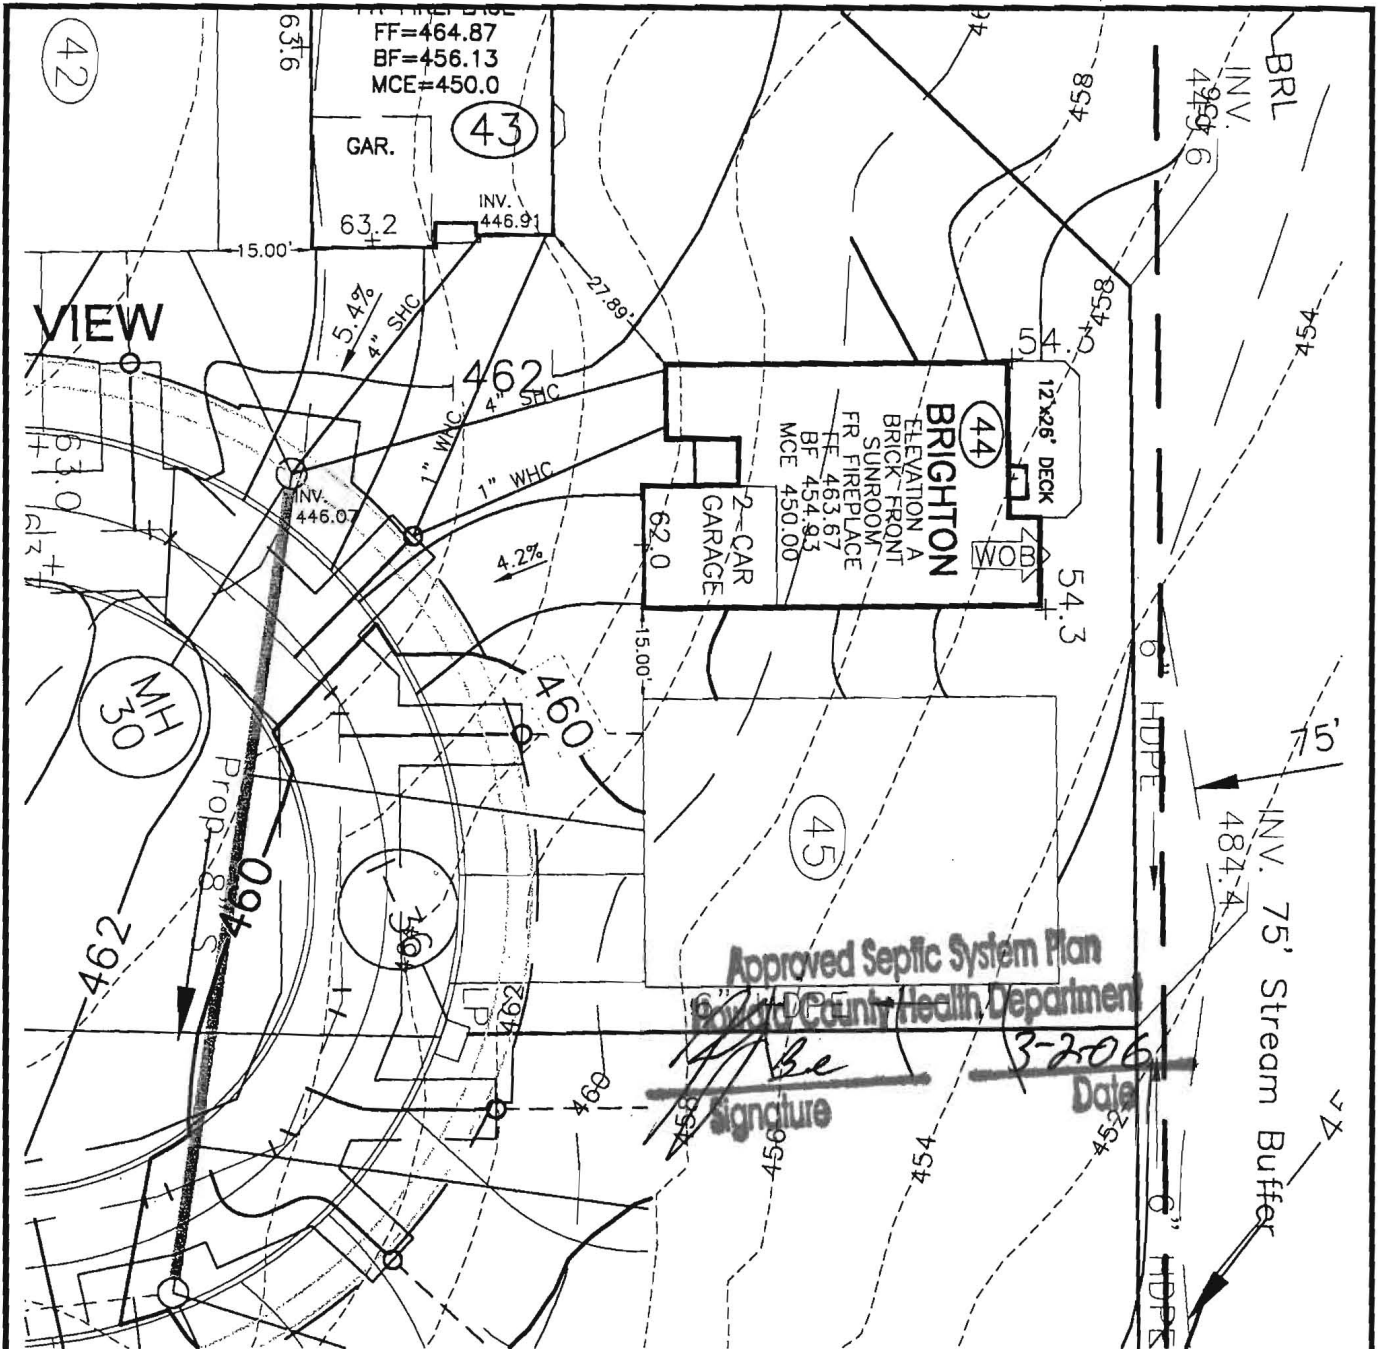 42
63.6
FF=464.87
BF=456.13
MCE=450.0
43
GAR.
INV.
446.91
63.2
15.00'
27.89'
458
BRL
INV.
454
458
VIEW
5.4%
4" SHC
462
4" SHC
1" WHC
1" WHC
63.0
INV.
446.07
4.2%
54.3
12'x26' DECK
44
BRIGHTON
ELEVATION A
BRICK FRONT
SUNROOM
FR FIREPLACE
FF 463.67
BF 454.93
MCE 450.00
2-CAR
GARAGE
62.0
WOB
54.3
15.00'
6" HDPE
75'
MH
30
460
45
Prop. 8" S
460
462
INV.
484.4
75' Stream Buffer
LP
462
6" HDPE
Approved Septic System Plan
Howard County Health Department
3-2-06
Signature
Date
460
458
456
454
452
6" HDPE